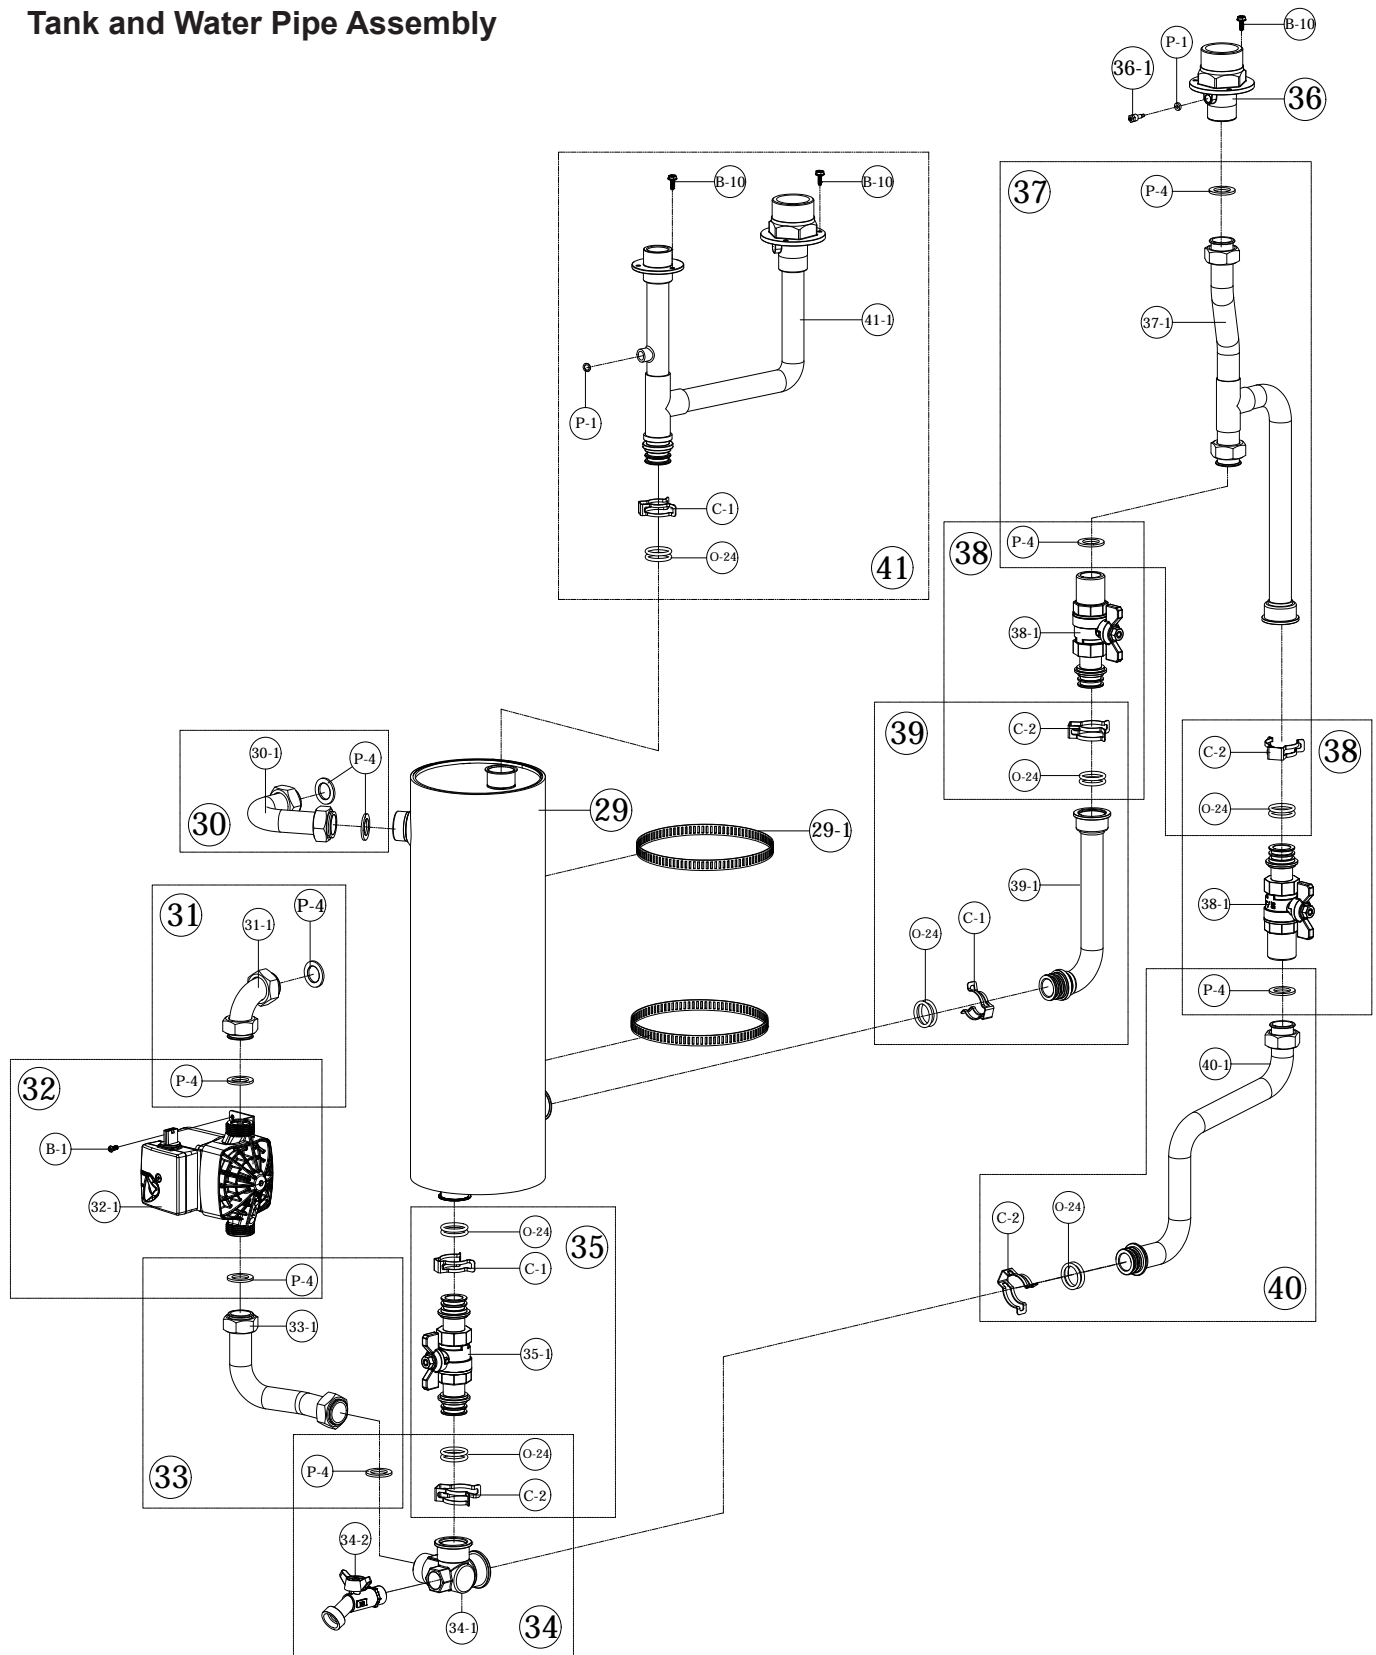 Tank and Water Pipe Assembly
B-10
P-1
36-1
36
B-10
B-10
37
P-4
41-1
37-1
P-1
C-1
O-24
41
38
P-4
38-1
39
C-2
O-24
30-1
P-4
30
29
29-1
C-2
38
O-24
39-1
38-1
31
31-1
P-4
C-1
O-24
P-4
32
P-4
40-1
B-1
32-1
C-2
O-24
O-24
35
C-1
P-4
40
33-1
35-1
O-24
P-4
33
C-2
34-2
34-1
34